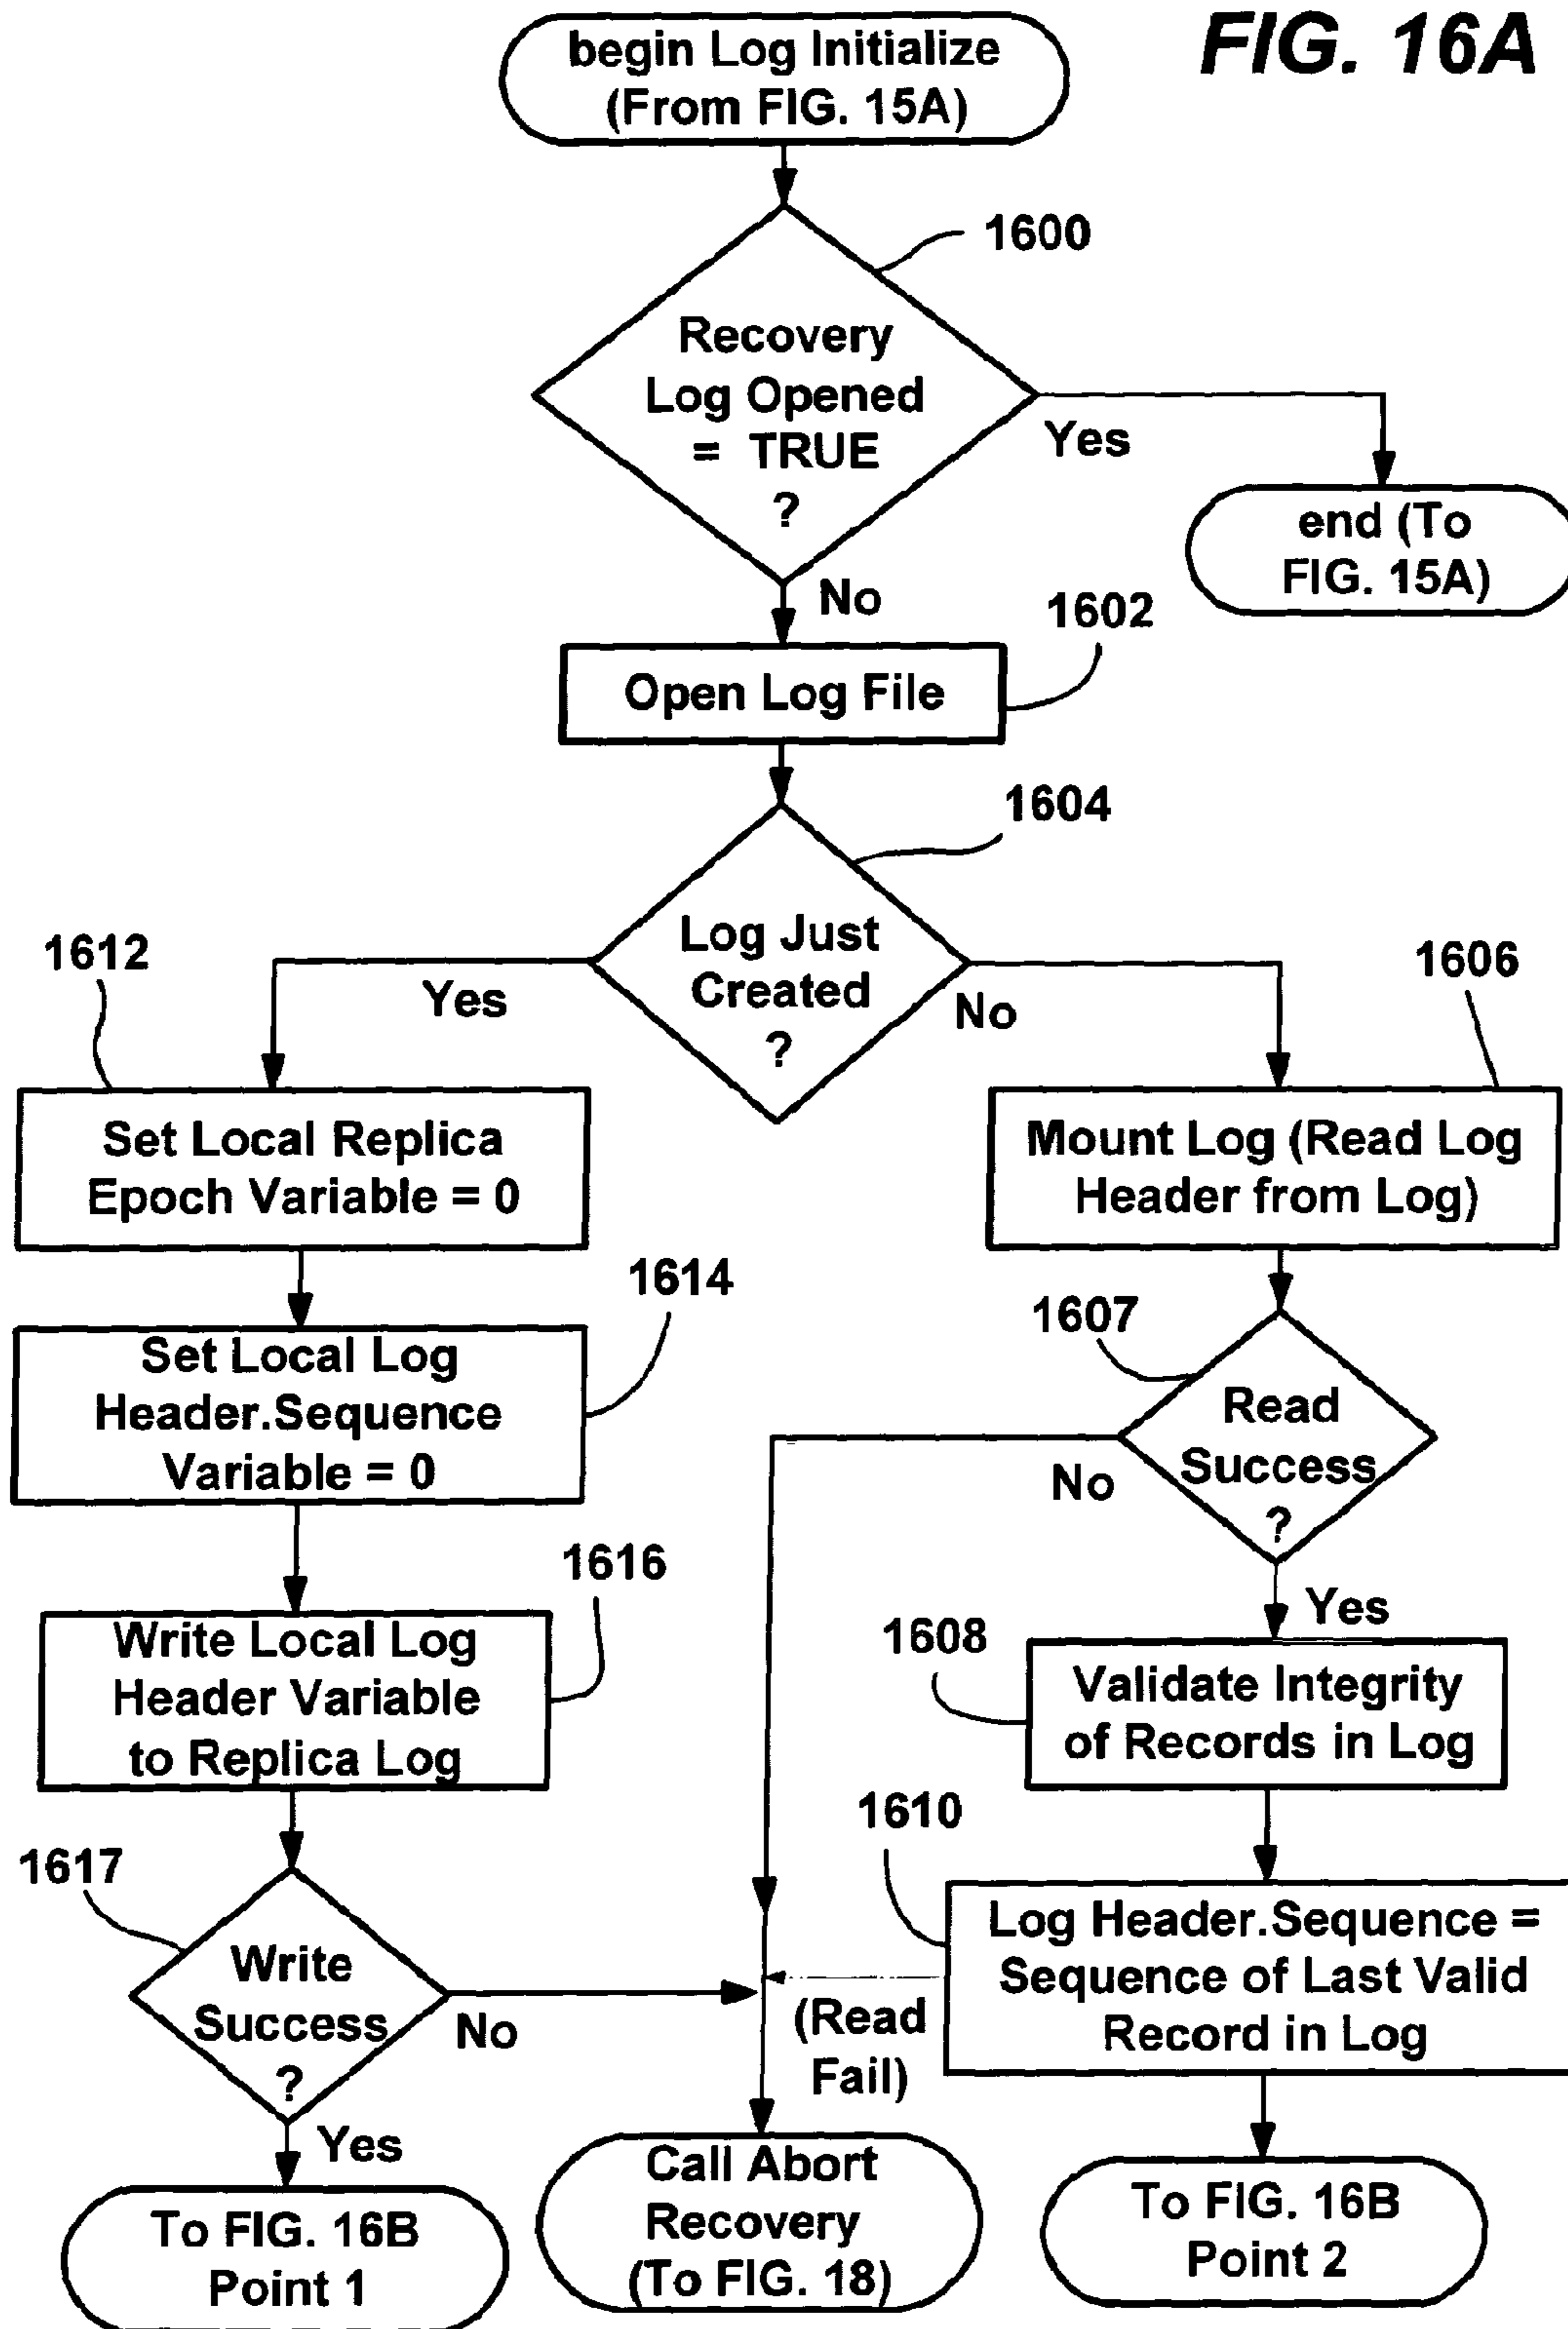 FIG. 16A
begin Log Initialize
(From FIG. 15A)
1600
Recovery
Log Opened
= TRUE
?
Yes
end (To
FIG. 15A)
No
1602
Open Log File
1604
Log Just
Created
?
1612
Yes
No
1606
Set Local Replica
Epoch Variable = 0
Mount Log (Read Log
Header from Log)
1614
1607
Set Local Log
Header.Sequence
Variable = 0
Read
Success
?
No
Yes
1616
1608
Write Local Log
Header Variable
to Replica Log
Validate Integrity
of Records in Log
1617
1610
Write
Success
?
No
(Read
Fail)
Log Header.Sequence =
Sequence of Last Valid
Record in Log
Yes
To FIG. 16B
Point 1
Call Abort
Recovery
(To FIG. 18)
To FIG. 16B
Point 2